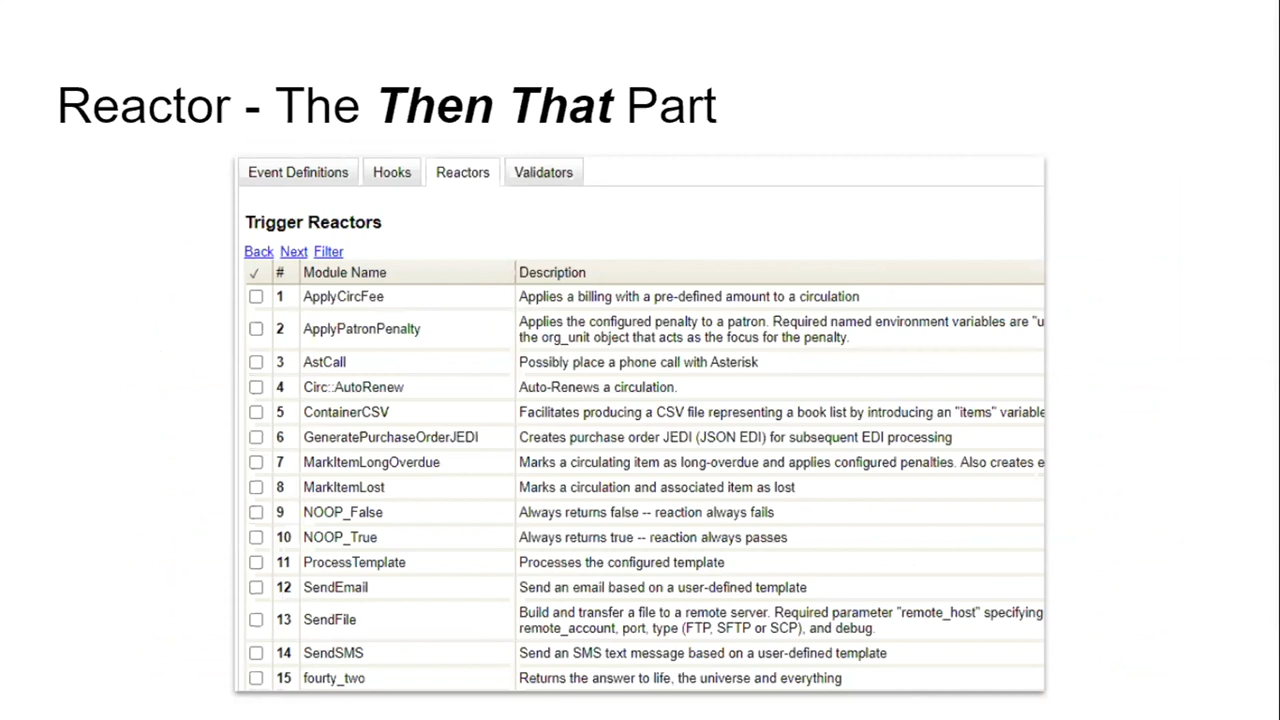 Reactor - The Then That Part
Event Definitions Hooks Reactors Validators
Trigger Reactors
Back Next Filter
✓ # Module Name Description
1 ApplyCircFee Applies a billing with a pre-defined amount to a circulation
2 ApplyPatronPenalty Applies the configured penalty to a patron. Required named environment variables are "u
the org_unit object that acts as the focus for the penalty.
3 AstCall Possibly place a phone call with Asterisk
4 Circ::AutoRenew Auto-Renews a circulation.
5 ContainerCSV Facilitates producing a CSV file representing a book list by introducing an "items" variable
6 GeneratePurchaseOrderJEDI Creates purchase order JEDI (JSON EDI) for subsequent EDI processing
7 MarkItemLongOverdue Marks a circulating item as long-overdue and applies configured penalties. Also creates e
8 MarkItemLost Marks a circulation and associated item as lost
9 NOOP_False Always returns false -- reaction always fails
10 NOOP_True Always returns true -- reaction always passes
11 ProcessTemplate Processes the configured template
12 SendEmail Send an email based on a user-defined template
13 SendFile Build and transfer a file to a remote server. Required parameter "remote_host" specifying
remote_account, port, type (FTP, SFTP or SCP), and debug.
14 SendSMS Send an SMS text message based on a user-defined template
15 fourty_two Returns the answer to life, the universe and everything